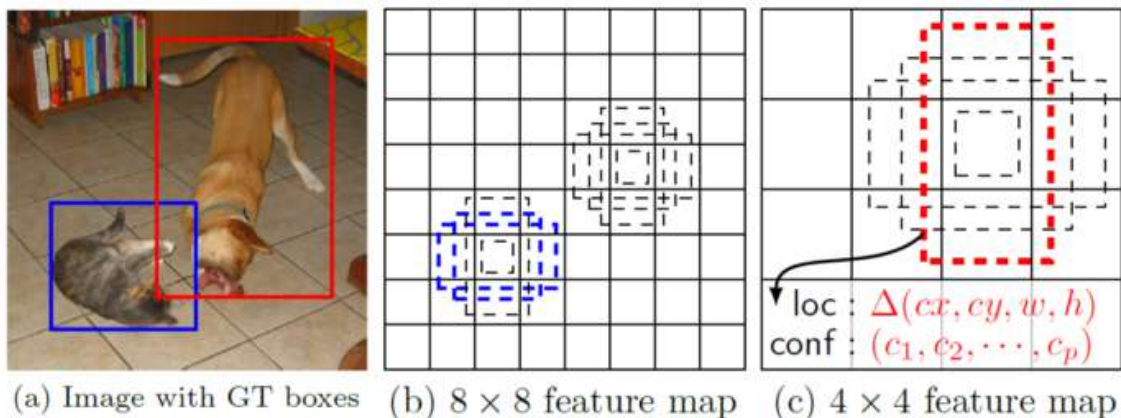 loc : Δ(cx, cy, w, h)
conf : (c₁, c₂, ⋯, cₚ)
(a) Image with GT boxes
(b) 8 × 8 feature map
(c) 4 × 4 feature map